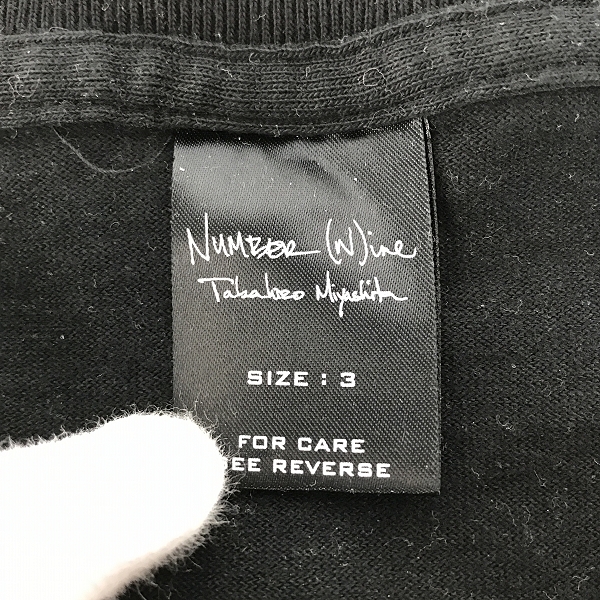 NUMBER (N)ine
Takahiro Miyashita
SIZE : 3
FOR CARE
SEE REVERSE